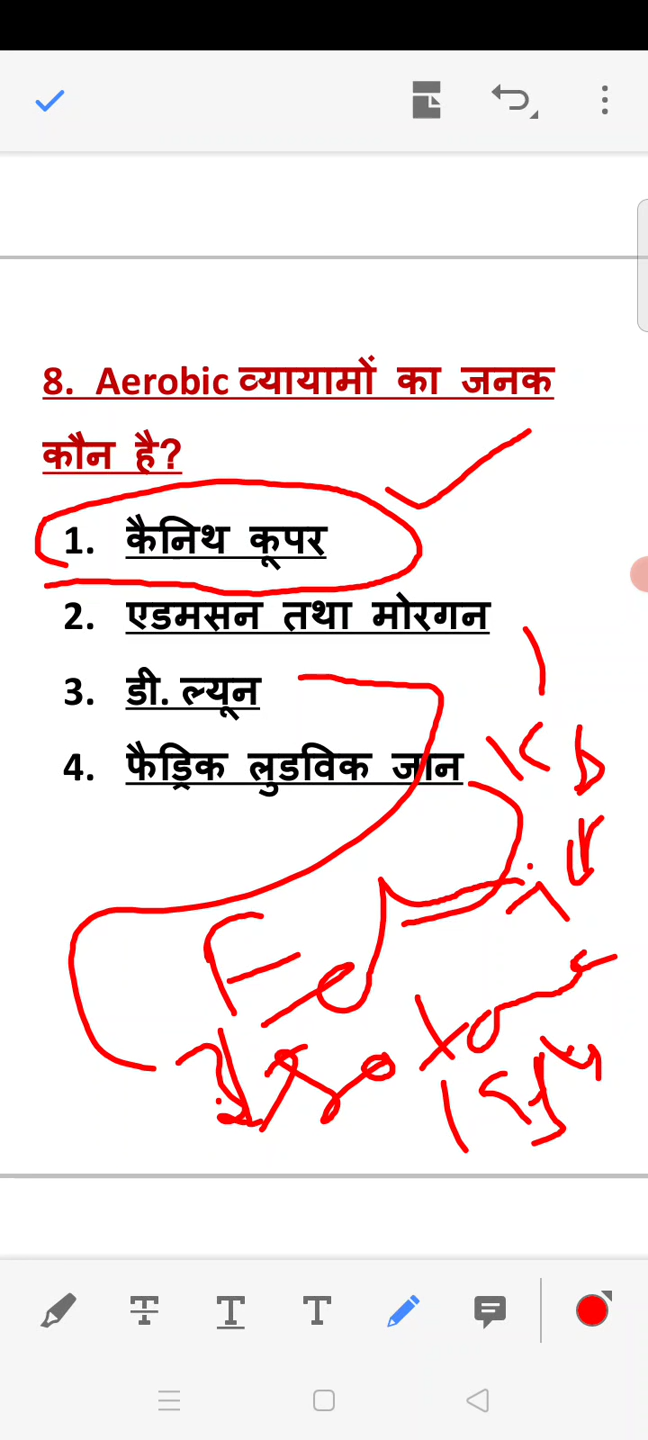 8. Aerobic व्यायामों का जनक
कौन है?
1. कैनिथ कूपर
2. एडमसन तथा मोरगन
3. डी. ल्यून
4. फैड्रिक लुडविक जान